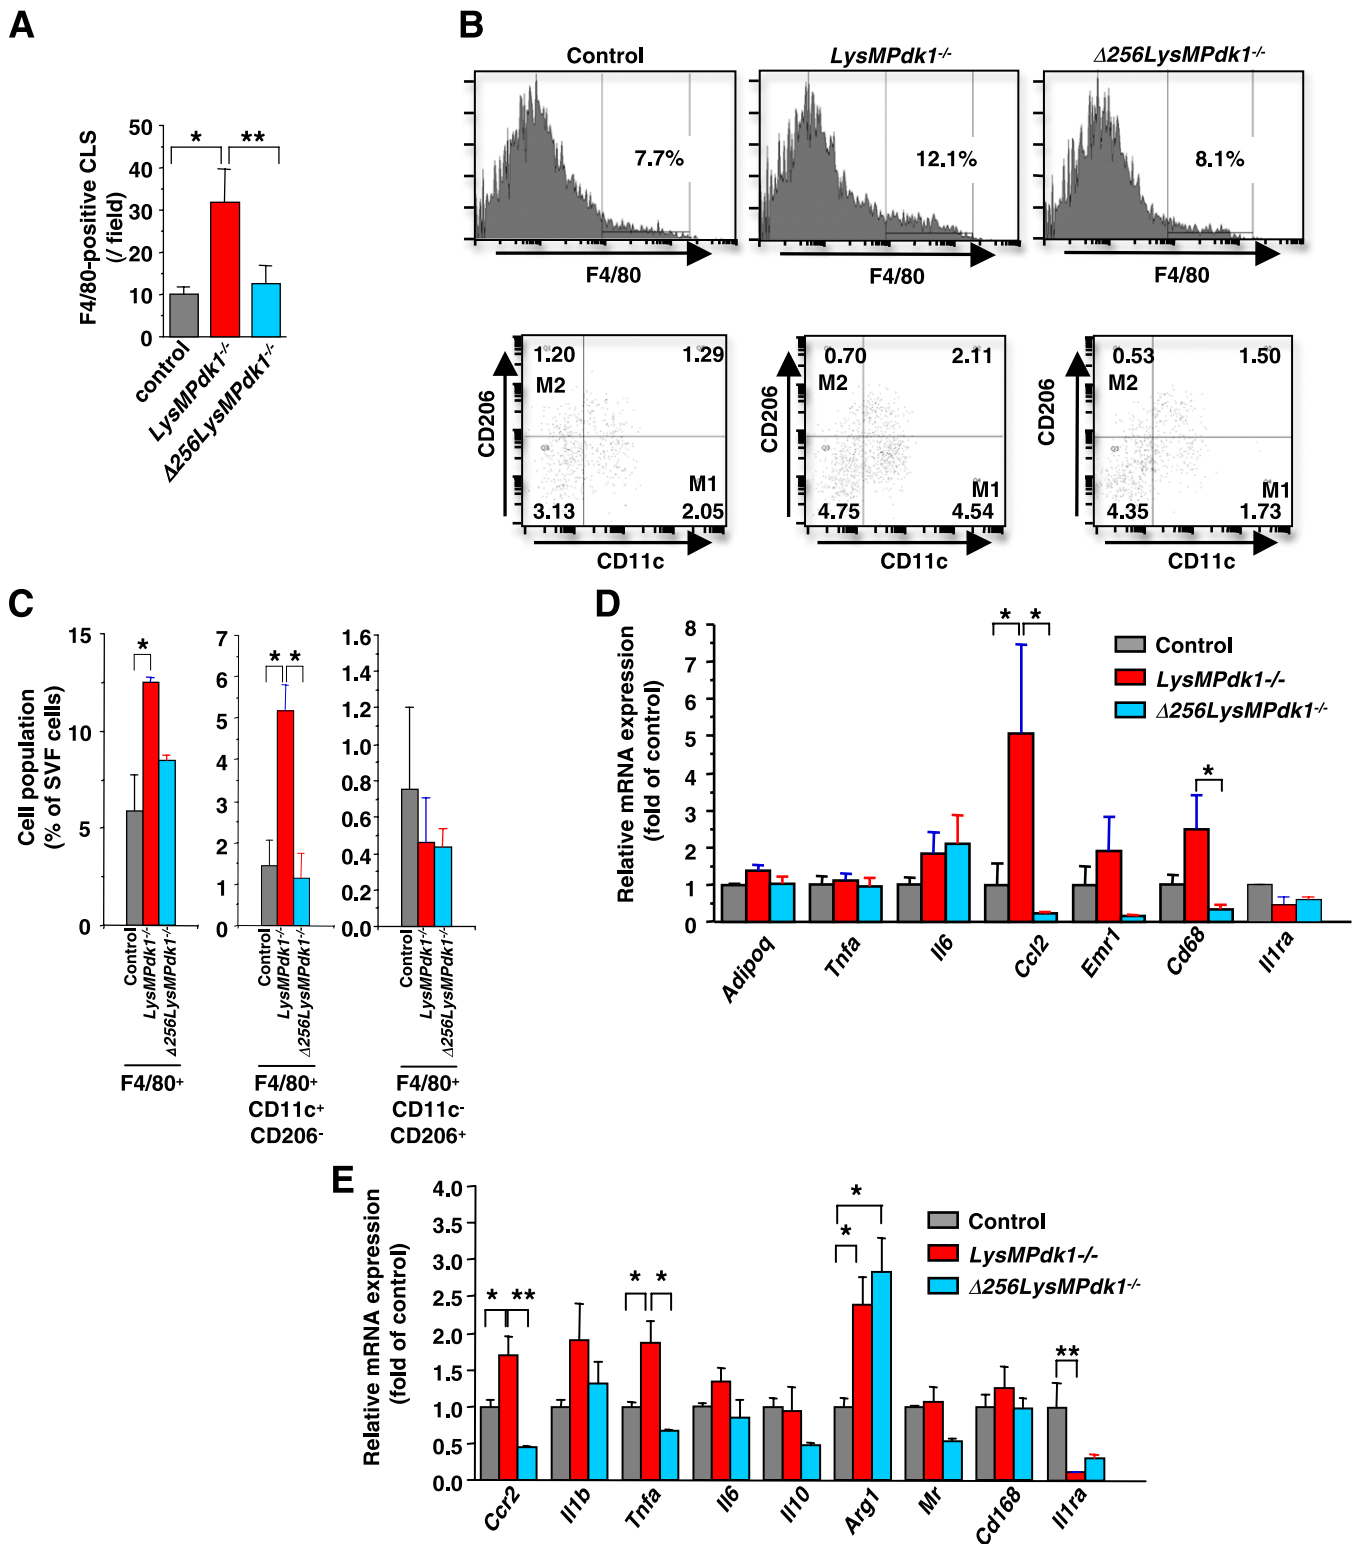 A
F4/80-positive CLS
(/ field)
50
40
30
20
10
0
* **
control
LysMPdk1-/-
Δ256LysMPdk1-/-
B
Control
LysMPdk1-/-
Δ256LysMPdk1-/-
7.7%
12.1%
8.1%
F4/80
F4/80
F4/80
CD206
1.20 1.29
M2
M1
3.13 2.05
CD11c
CD206
0.70 2.11
M2
M1
4.75 4.54
CD11c
CD206
0.53 1.50
M2
M1
4.35 1.73
CD11c
C
Cell population
(% of SVF cells)
15
10
5
0
*
Control
LysMPdk1-/-
Δ256LysMPdk1-/-
F4/80+
7
6
5
4
3
2
1
0
* *
Control
LysMPdk1-/-
Δ256LysMPdk1-/-
F4/80+
CD11c+
CD206-
1.6
1.4
1.2
1.0
0.8
0.6
0.4
0.2
0.0
Control
LysMPdk1-/-
Δ256LysMPdk1-/-
F4/80+
CD11c-
CD206+
D
Relative mRNA expression
(fold of control)
8
7
6
5
4
3
2
1
0
* *
*
Control
LysMPdk1-/-
Δ256LysMPdk1-/-
Adipoq
Tnfa
Il6
Ccl2
Emr1
Cd68
Il1ra
E
Relative mRNA expression
(fold of control)
4.0
3.5
3.0
2.5
2.0
1.5
1.0
0.5
0.0
* **
* *
*
*
**
Control
LysMPdk1-/-
Δ256LysMPdk1-/-
Ccr2
Il1b
Tnfa
Il6
Il10
Arg1
Mr
Cd168
Il1ra